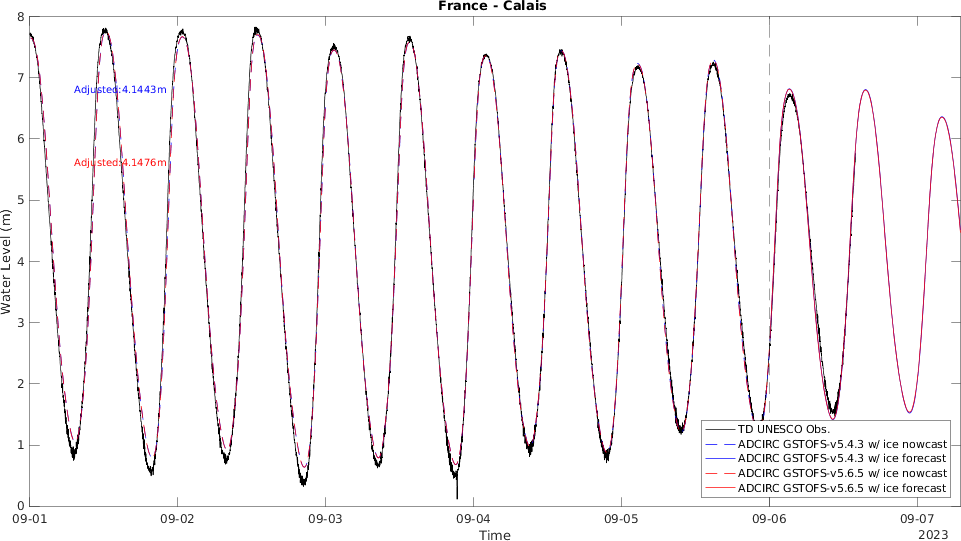 France - Calais
8
7
6
5
4
3
2
1
0
Water Level (m)
Adjusted:4.1443m
Adjusted:4.1476m
TD UNESCO Obs.
ADCIRC GSTOFS-v5.4.3 w/ ice nowcast
ADCIRC GSTOFS-v5.4.3 w/ ice forecast
ADCIRC GSTOFS-v5.6.5 w/ ice nowcast
ADCIRC GSTOFS-v5.6.5 w/ ice forecast
09-01 09-02 09-03 09-04 09-05 09-06 09-07
Time
2023